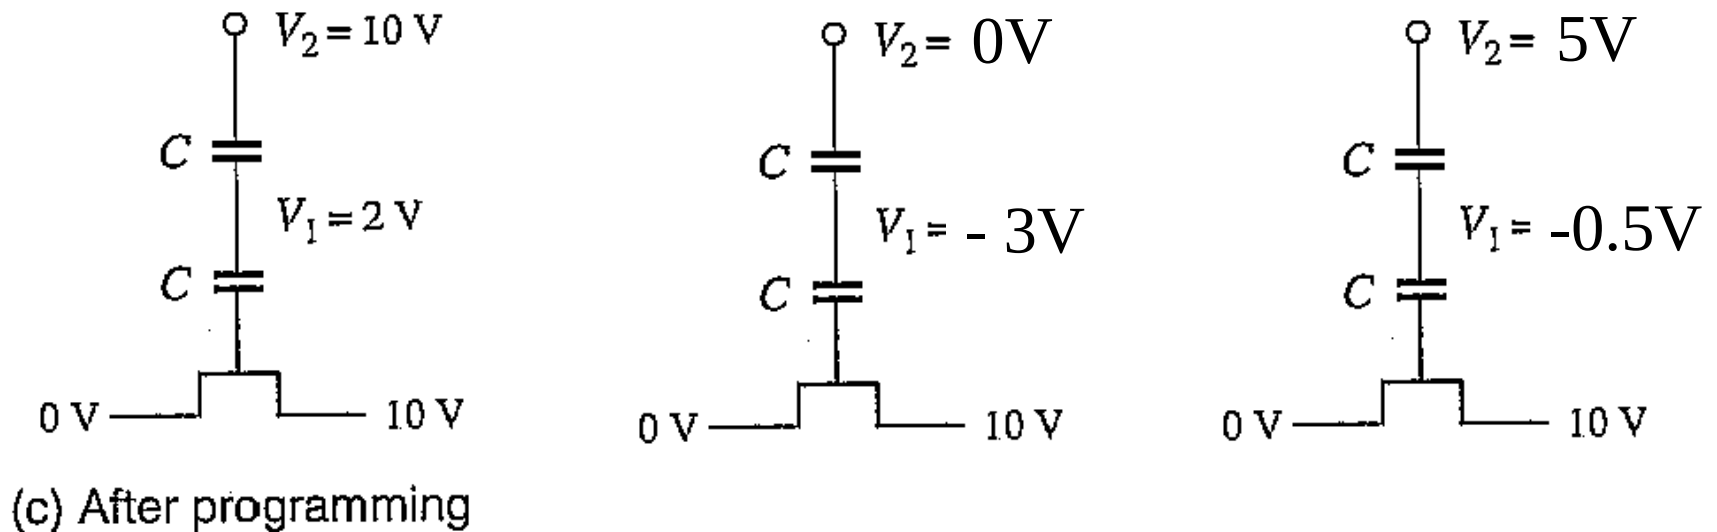 V2 = 10 V
C
V1 = 2 V
C
0 V
10 V
V2 = 0V
C
V1 = - 3V
C
0 V
10 V
V2 = 5V
C
V1 = -0.5V
C
0 V
10 V
(c) After programming